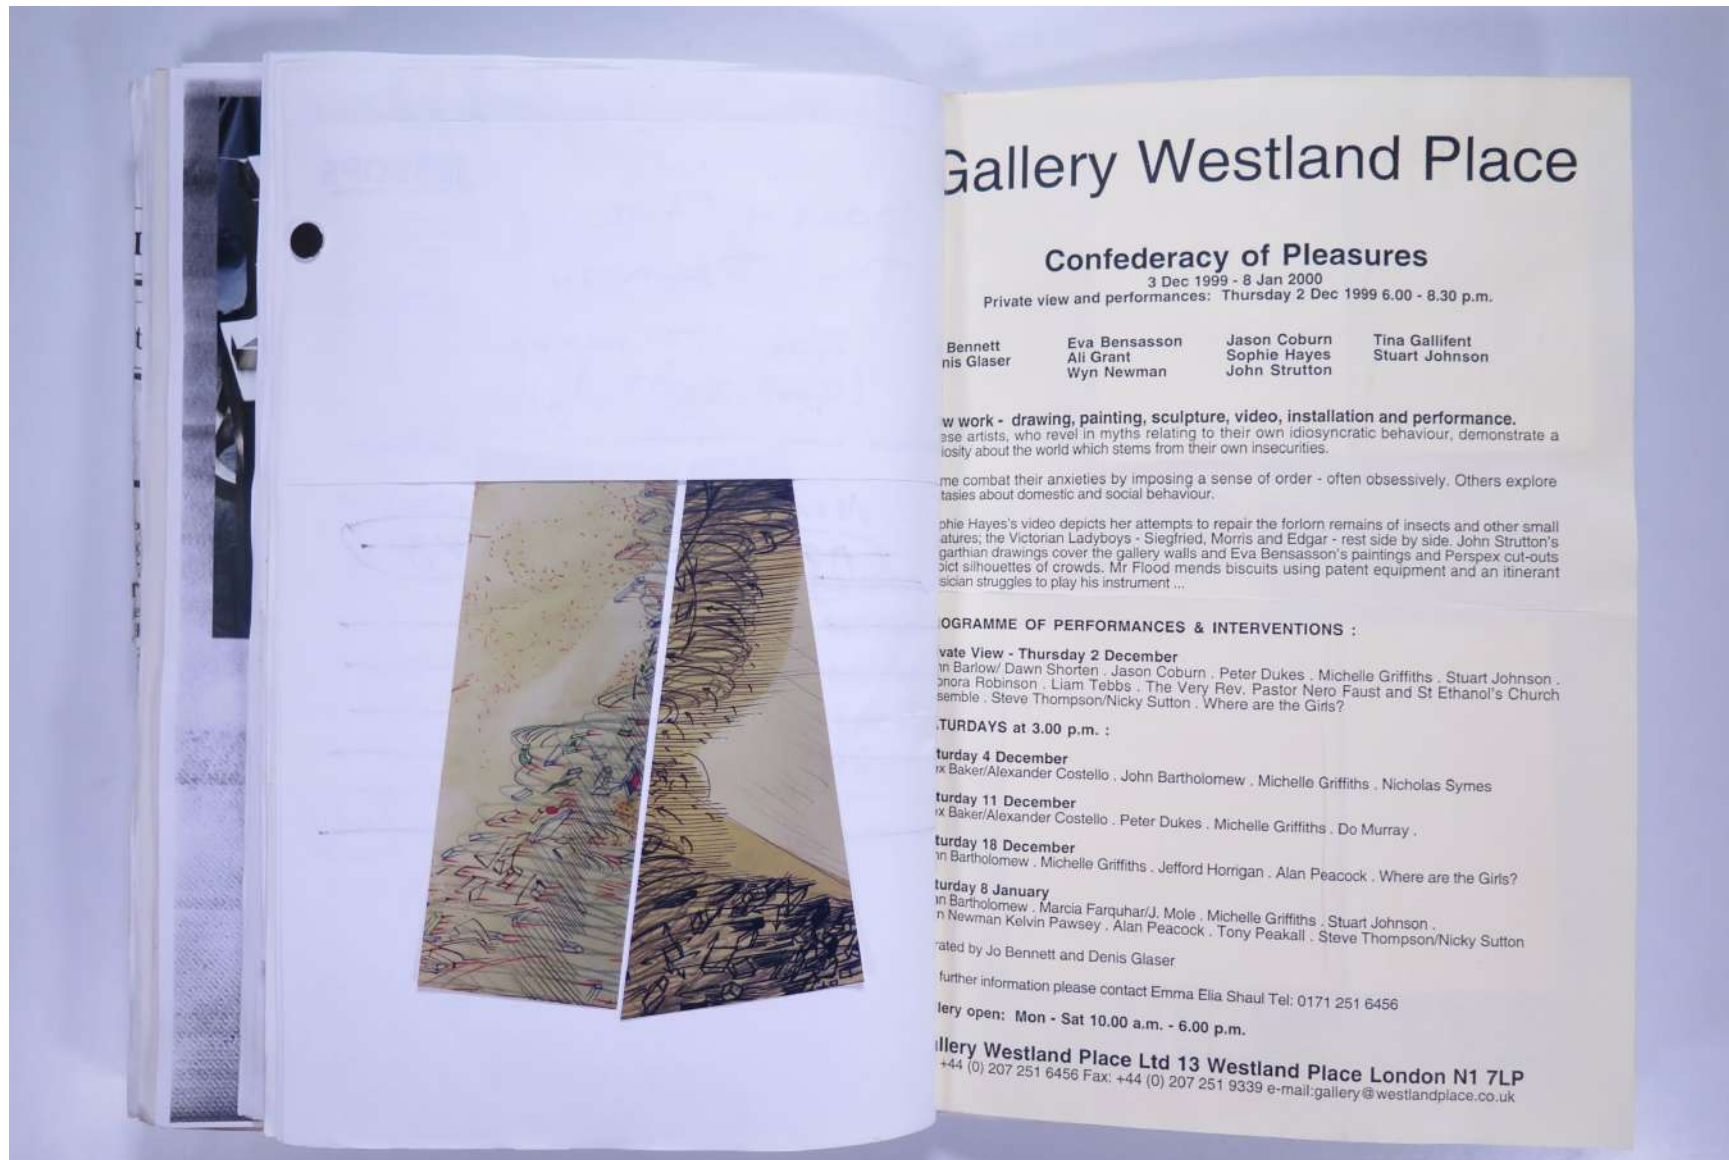 Gallery Westland Place
Confederacy of Pleasures
3 Dec 1999 - 8 Jan 2000
Private view and performances: Thursday 2 Dec 1999 6.00 - 8.30 p.m.
Bennett Eva Bensasson Jason Coburn Tina Gallifent
nis Glaser Ali Grant Sophie Hayes Stuart Johnson
Wyn Newman John Strutton
w work - drawing, painting, sculpture, video, installation and performance.
ese artists, who revel in myths relating to their own idiosyncratic behaviour, demonstrate a
iosity about the world which stems from their own insecurities.
me combat their anxieties by imposing a sense of order - often obsessively. Others explore
tasies about domestic and social behaviour.
phie Hayes's video depicts her attempts to repair the forlorn remains of insects and other small
atures; the Victorian Ladyboys - Siegfried, Morris and Edgar - rest side by side. John Strutton's
garthian drawings cover the gallery walls and Eva Bensasson's paintings and Perspex cut-outs
pict silhouettes of crowds. Mr Flood mends biscuits using patent equipment and an itinerant
sician struggles to play his instrument ...
OGRAMME OF PERFORMANCES & INTERVENTIONS :
vate View - Thursday 2 December
nn Barlow/ Dawn Shorten . Jason Coburn . Peter Dukes . Michelle Griffiths . Stuart Johnson .
onora Robinson . Liam Tebbs . The Very Rev. Pastor Nero Faust and St Ethanol's Church
semble . Steve Thompson/Nicky Sutton . Where are the Girls?
TURDAYS at 3.00 p.m. :
turday 4 December
x Baker/Alexander Costello . John Bartholomew . Michelle Griffiths . Nicholas Symes
turday 11 December
x Baker/Alexander Costello . Peter Dukes . Michelle Griffiths . Do Murray .
turday 18 December
nn Bartholomew . Michelle Griffiths . Jefford Horrigan . Alan Peacock . Where are the Girls?
turday 8 January
nn Bartholomew . Marcia Farquhar/J. Mole . Michelle Griffiths . Stuart Johnson .
n Newman Kelvin Pawsey . Alan Peacock . Tony Peakall . Steve Thompson/Nicky Sutton
rated by Jo Bennett and Denis Glaser
further information please contact Emma Elia Shaul Tel: 0171 251 6456
lery open: Mon - Sat 10.00 a.m. - 6.00 p.m.
llery Westland Place Ltd 13 Westland Place London N1 7LP
+44 (0) 207 251 6456 Fax: +44 (0) 207 251 9339 e-mail:gallery@westlandplace.co.uk